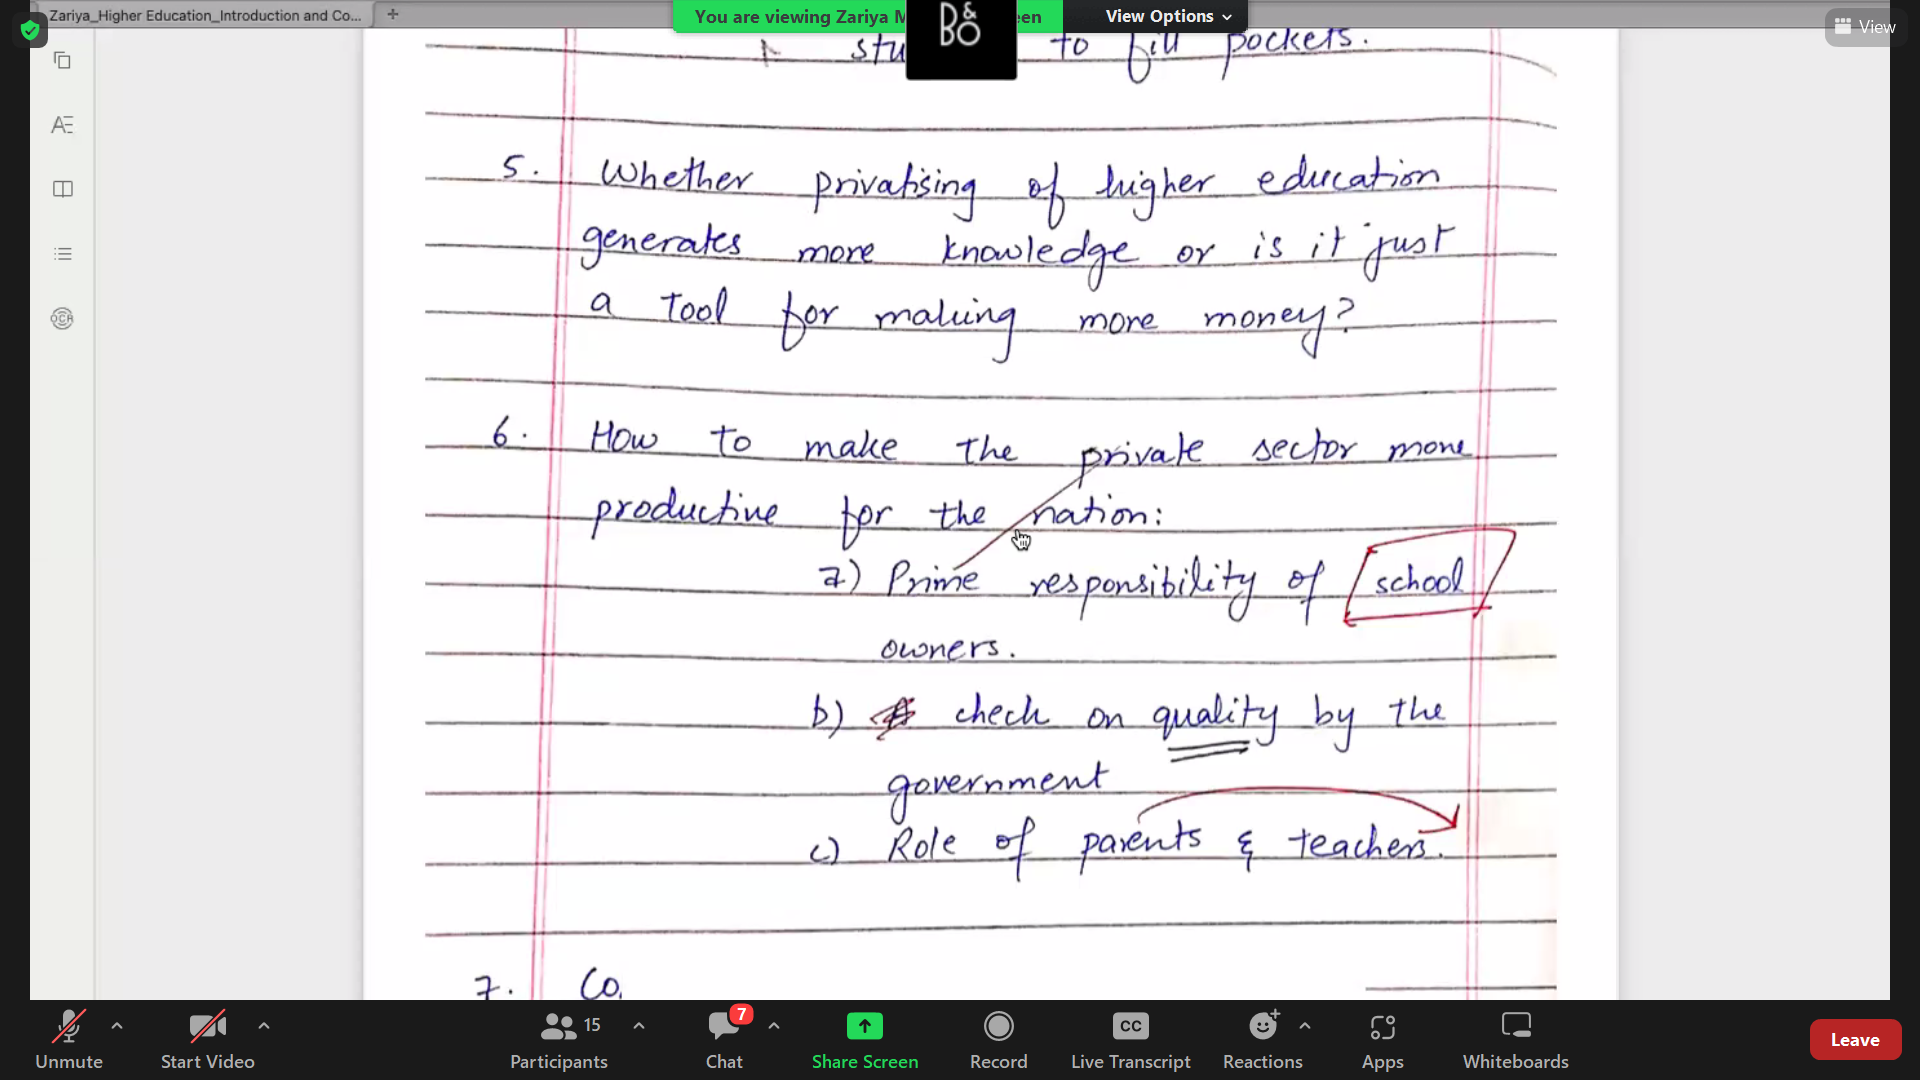 Zariya_Higher Education_Introduction and Co...
You are viewing Zariya M
en
View Options
B&O
View
stu to fill pockets.
5. Whether privatising of higher education
generates more knowledge or is it just
a tool for making more money?
6. How to make the private sector more
productive for the nation:
a) Prime responsibility of school
owners.
b) check on quality by the
government
c) Role of parents & teachers.
7. Co
OCR
Unmute
Start Video
15
Participants
7
Chat
Share Screen
Record
CC
Live Transcript
Reactions
Apps
Whiteboards
Leave